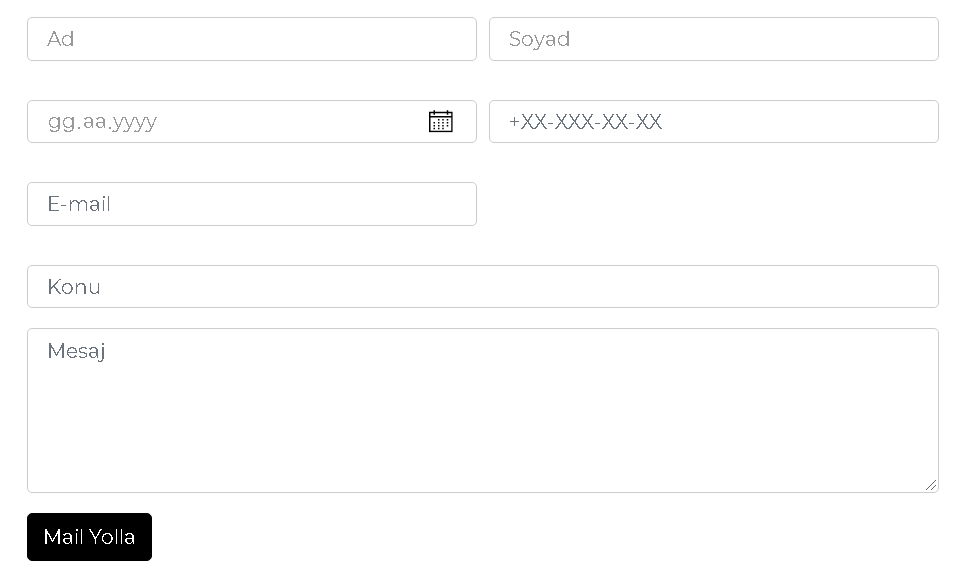 Ad
Soyad
gg.aa.yyyy
+XX-XXX-XX-XX
E-mail
Konu
Mesaj
Mail Yolla